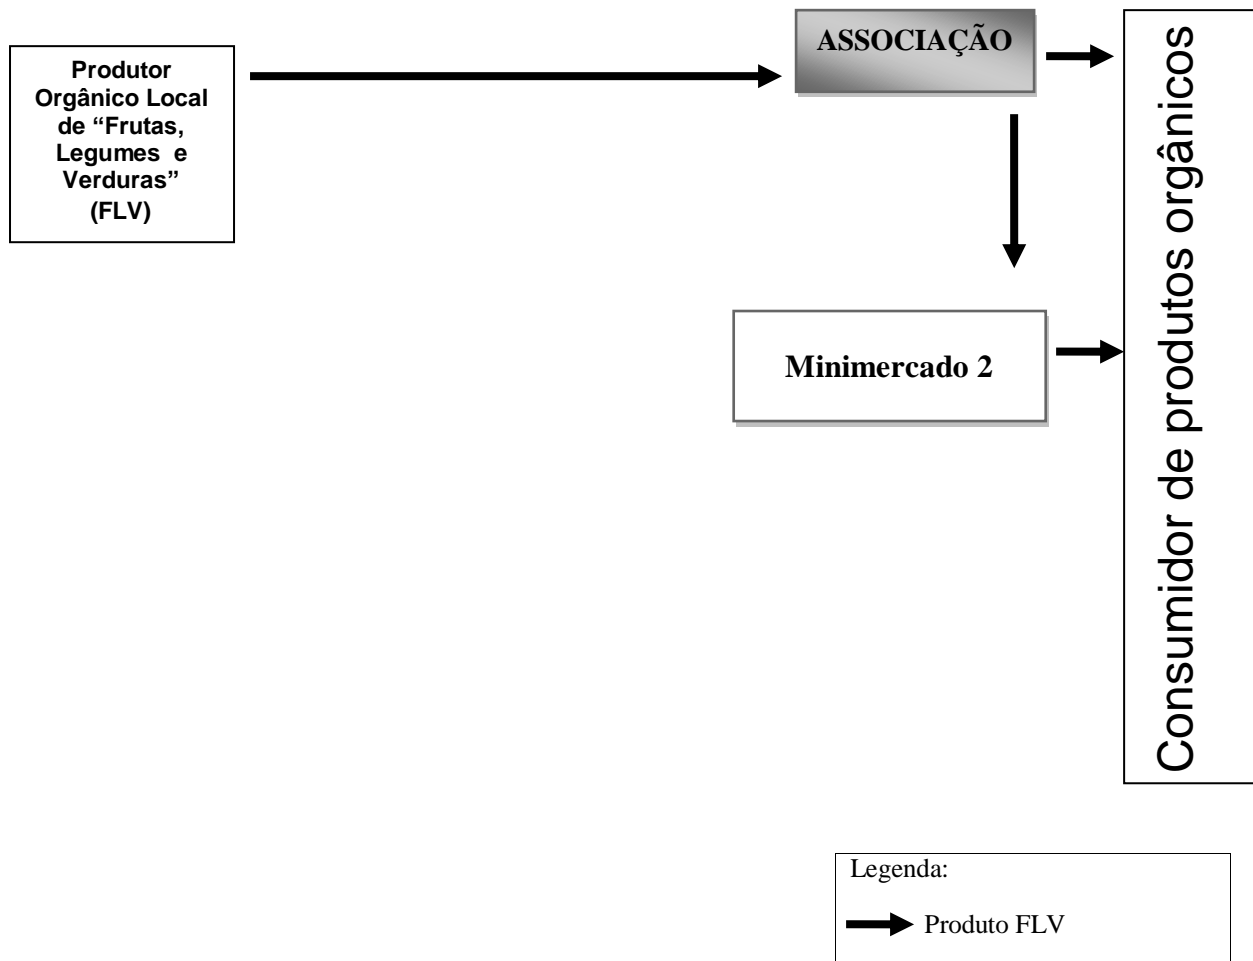 Produtor
Orgânico Local
de “Frutas,
Legumes e
Verduras”
(FLV)
ASSOCIAÇÃO
Minimercado 2
Consumidor de produtos orgânicos
Legenda:
Produto FLV